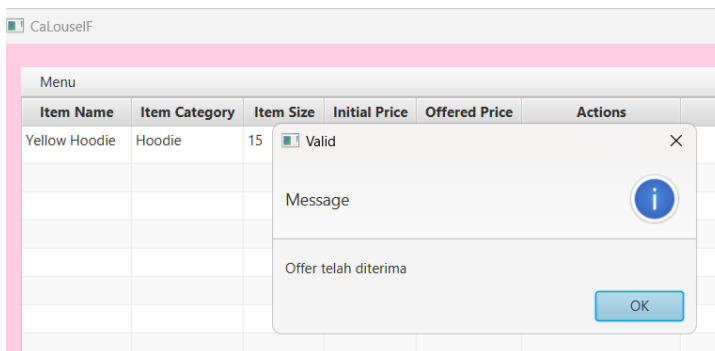 CaLouselF
Menu
Item Name Item Category Item Size Initial Price Offered Price Actions
Yellow Hoodie Hoodie 15
Valid
Message
Offer telah diterima
OK